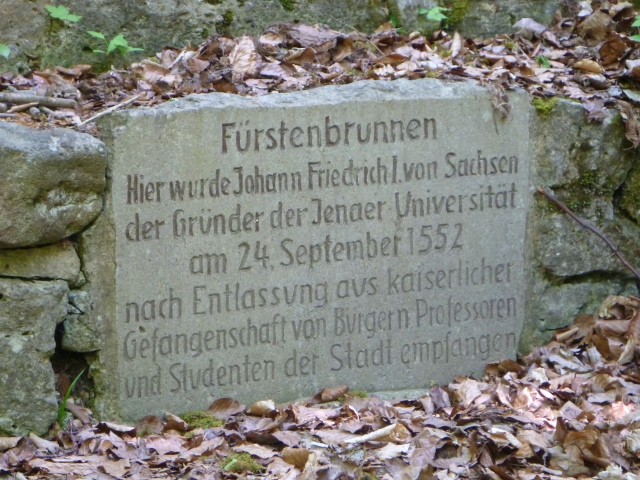 Fürstenbrunnen
Hier wurde Johann Friedrich I. von Sachsen
der Gründer der Jenaer Universität
am 24. September 1552
nach Entlassung aus kaiserlicher
Gefangenschaft von Bürgern Professoren
und Studenten der Stadt empfangen